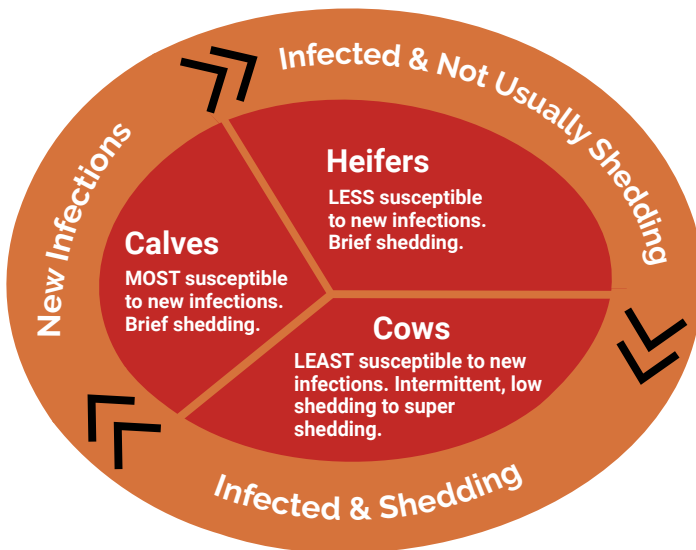 Infected & Not Usually Shedding
New Infections
Heifers
LESS susceptible
to new infections.
Brief shedding.
Calves
MOST susceptible
to new infections.
Brief shedding.
Cows
LEAST susceptible to new
infections. Intermittent, low
shedding to super
shedding.
Infected & Shedding